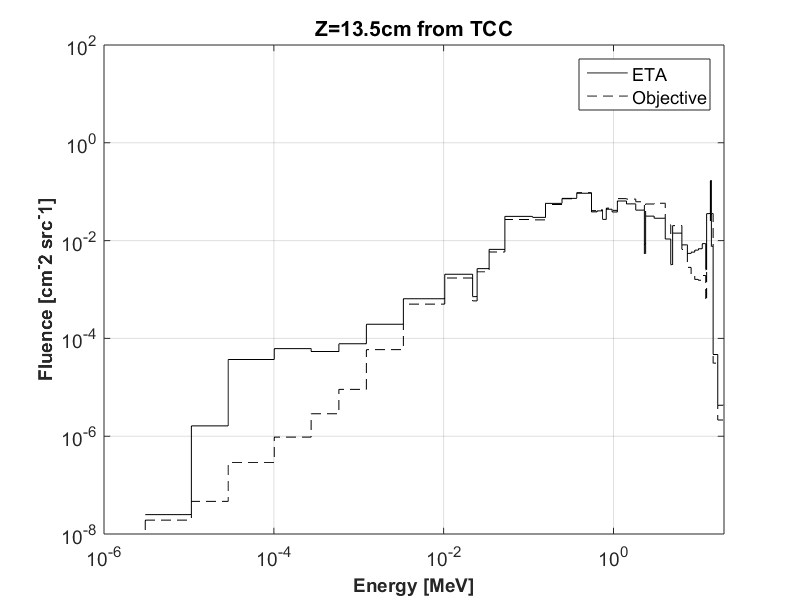 Z=13.5cm from TCC
ETA
Objective
10^2
10^0
10^-2
10^-4
10^-6
10^-8
Fluence [cm^-2 src^-1]
10^-6
10^-4
10^-2
10^0
Energy [MeV]